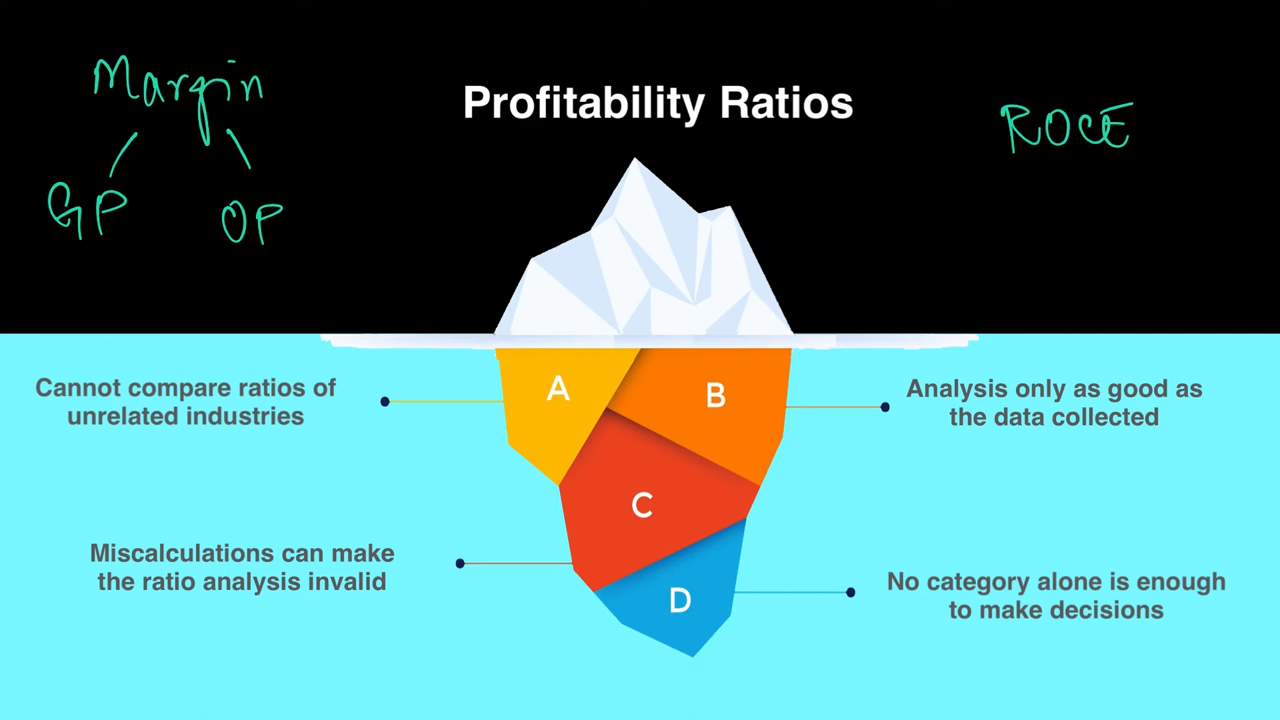 Margin
GP OP
Profitability Ratios
ROCE
A
B
C
D
Cannot compare ratios of
unrelated industries
Analysis only as good as
the data collected
Miscalculations can make
the ratio analysis invalid
No category alone is enough
to make decisions